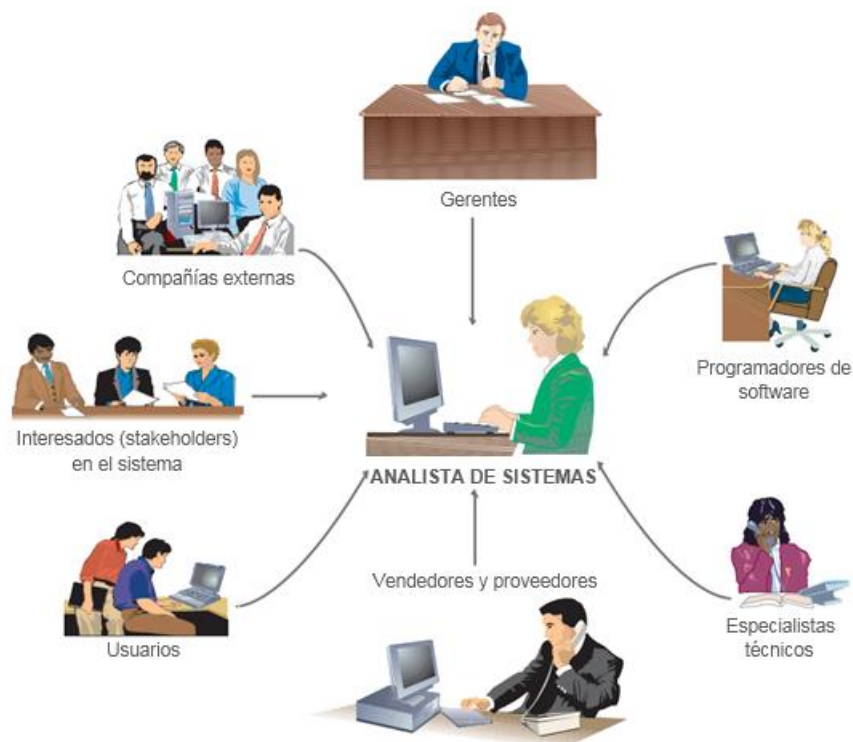 Gerentes
Compañías externas
Programadores de
software
Interesados (stakeholders)
en el sistema
ANALISTA DE SISTEMAS
Vendedores y proveedores
Usuarios
Especialistas
técnicos